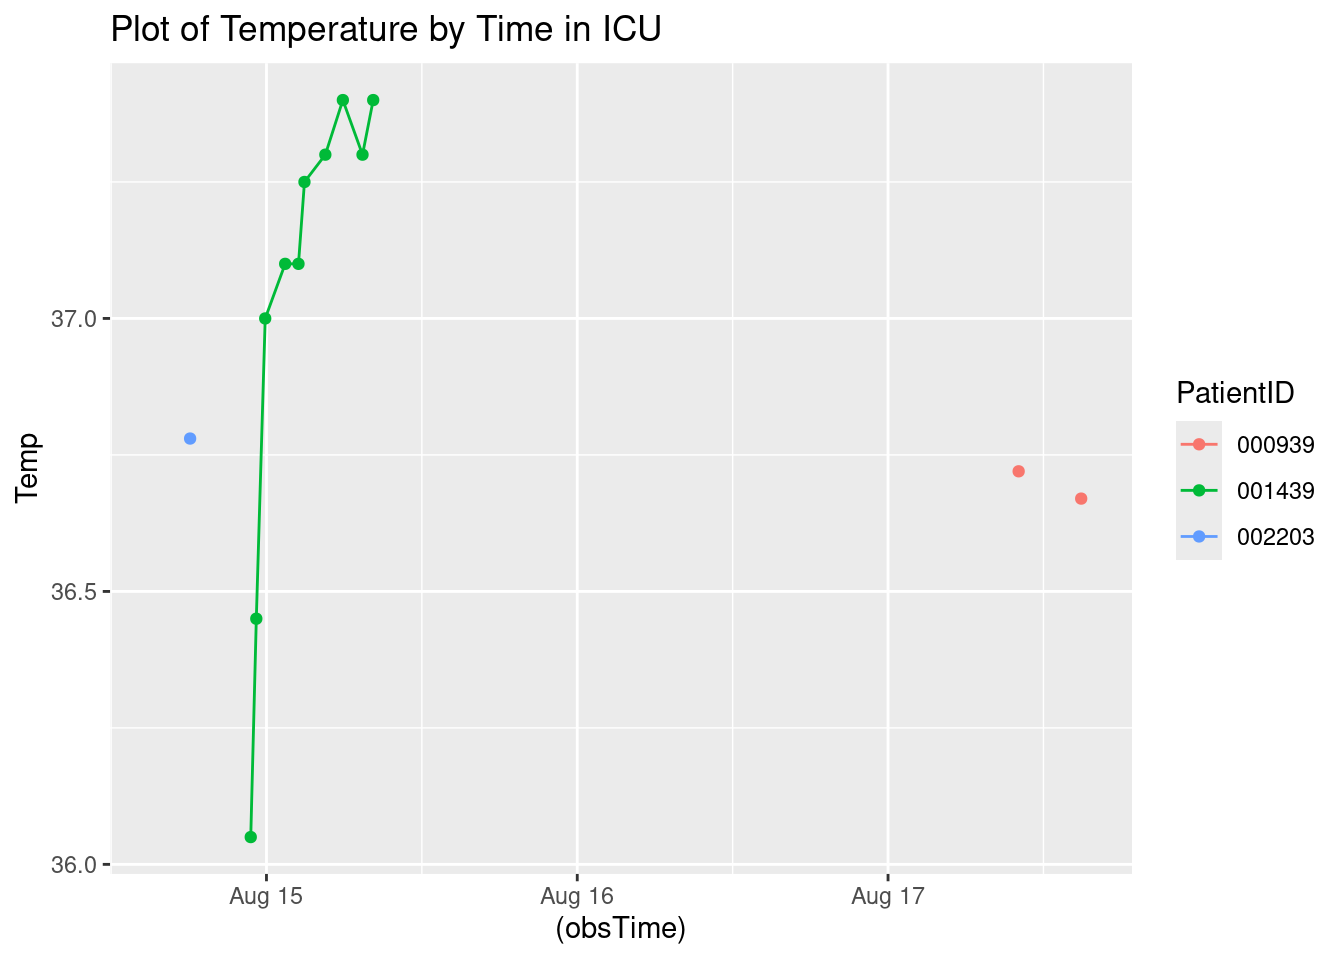 Plot of Temperature by Time in ICU
Temp
37.0
36.5
36.0
Aug 15
Aug 16
Aug 17
(obsTime)
PatientID
000939
001439
002203